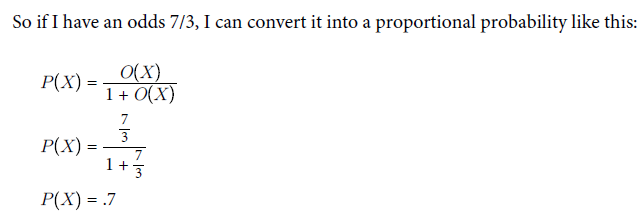 So if I have an odds 7/3, I can convert it into a proportional probability like this:
P(X) = O(X) / 1 + O(X)
P(X) = 7/3 / 1 + 7/3
P(X) = .7